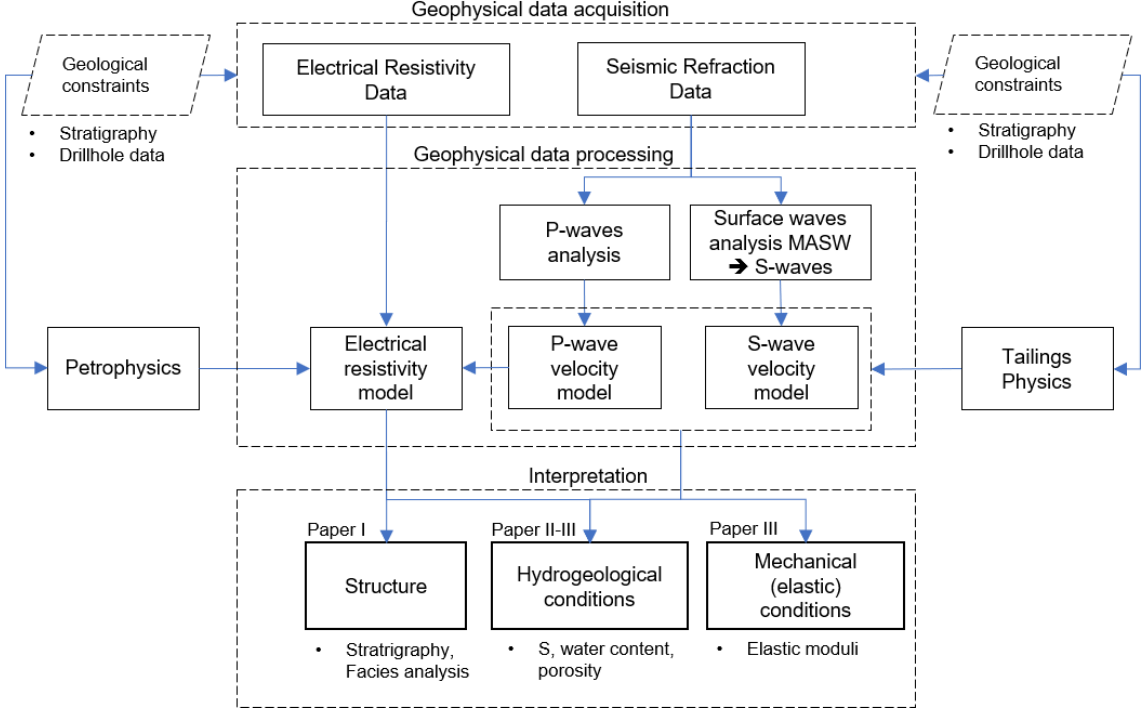 Geophysical data acquisition
Geological
constraints
• Stratigraphy
• Drillhole data
Electrical Resistivity
Data
Seismic Refraction
Data
Geological
constraints
• Stratigraphy
• Drillhole data
Geophysical data processing
P-waves
analysis
Surface waves
analysis MASW
➔ S-waves
Petrophysics
Electrical
resistivity
model
P-wave
velocity
model
S-wave
velocity
model
Tailings
Physics
Interpretation
Paper I
Structure
• Stratrigraphy,
Facies analysis
Paper II-III
Hydrogeological
conditions
• S, water content,
porosity
Paper III
Mechanical
(elastic)
conditions
• Elastic moduli